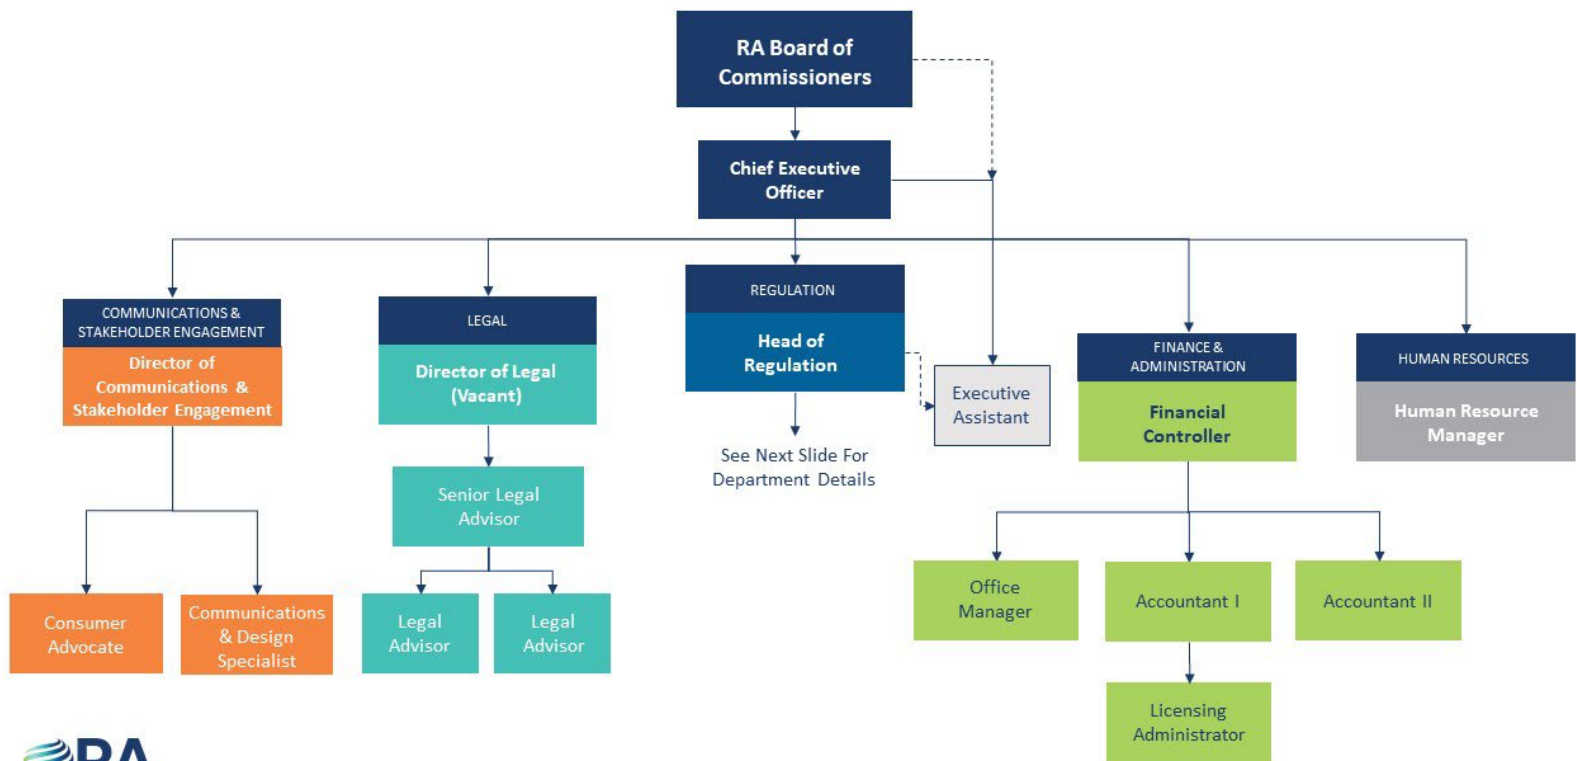 RA Board of
Commissioners
Chief Executive
Officer
COMMUNICATIONS &
STAKEHOLDER ENGAGEMENT
Director of
Communications &
Stakeholder Engagement
LEGAL
Director of Legal
(Vacant)
REGULATION
Head of
Regulation
See Next Slide For
Department Details
Executive
Assistant
FINANCE &
ADMINISTRATION
Financial
Controller
HUMAN RESOURCES
Human Resource
Manager
Senior Legal
Advisor
Consumer
Advocate
Communications
& Design
Specialist
Legal
Advisor
Legal
Advisor
Office
Manager
Accountant I
Accountant II
Licensing
Administrator
RA